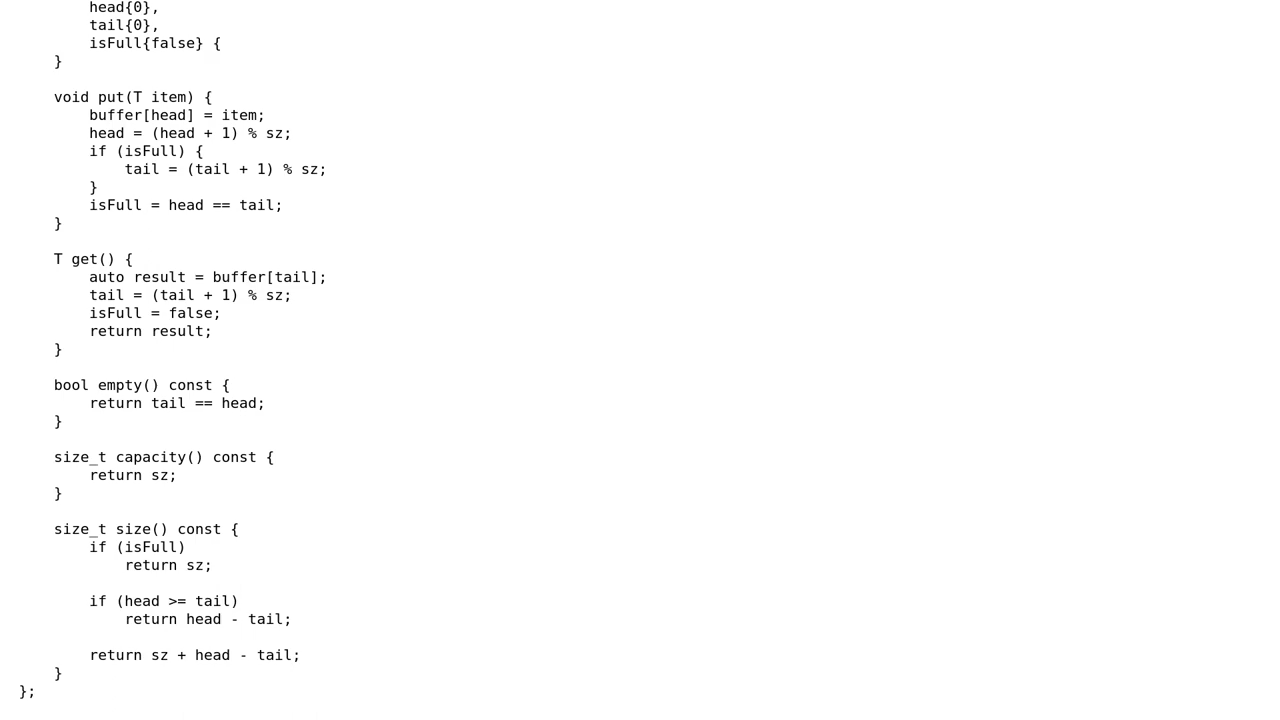 head{0},
        tail{0},
        isFull{false} {
    }

    void put(T item) {
        buffer[head] = item;
        head = (head + 1) % sz;
        if (isFull) {
            tail = (tail + 1) % sz;
        }
        isFull = head == tail;
    }

    T get() {
        auto result = buffer[tail];
        tail = (tail + 1) % sz;
        isFull = false;
        return result;
    }

    bool empty() const {
        return tail == head;
    }

    size_t capacity() const {
        return sz;
    }

    size_t size() const {
        if (isFull)
            return sz;

        if (head >= tail)
            return head - tail;

        return sz + head - tail;
    }
};